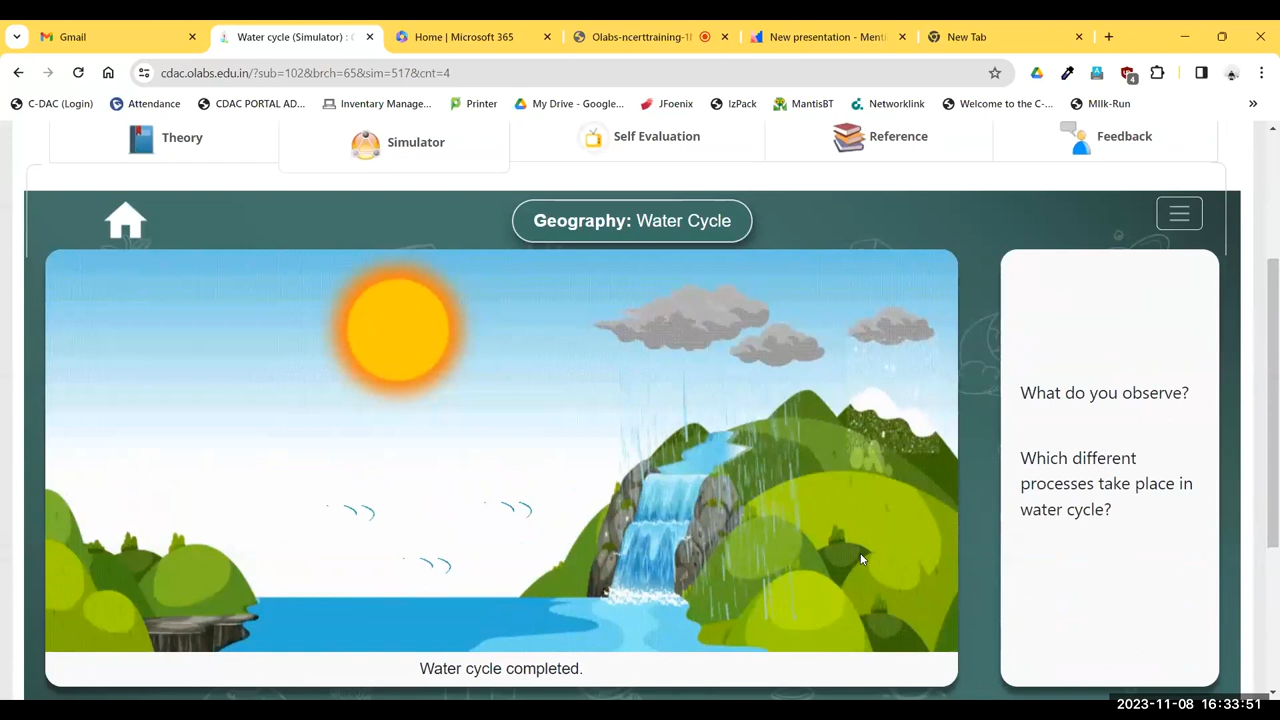 Gmail
Water cycle (Simulator) : (
Home | Microsoft 365
Olabs-ncerttraining-1
New presentation - Menti
New Tab
cdac.olabs.edu.in/?sub=102&brch=65&sim=517&cnt=4
4
C-DAC (Login)
Attendance
CDAC PORTAL AD...
Inventary Manage...
Printer
My Drive - Google...
JFoenix
IzPack
MantisBT
Networklink
Welcome to the C-...
MIlk-Run
Theory
Simulator
Self Evaluation
Reference
Feedback
Geography: Water Cycle
What do you observe?
Which different
processes take place in
water cycle?
Water cycle completed.
2023-11-08 16:33:51